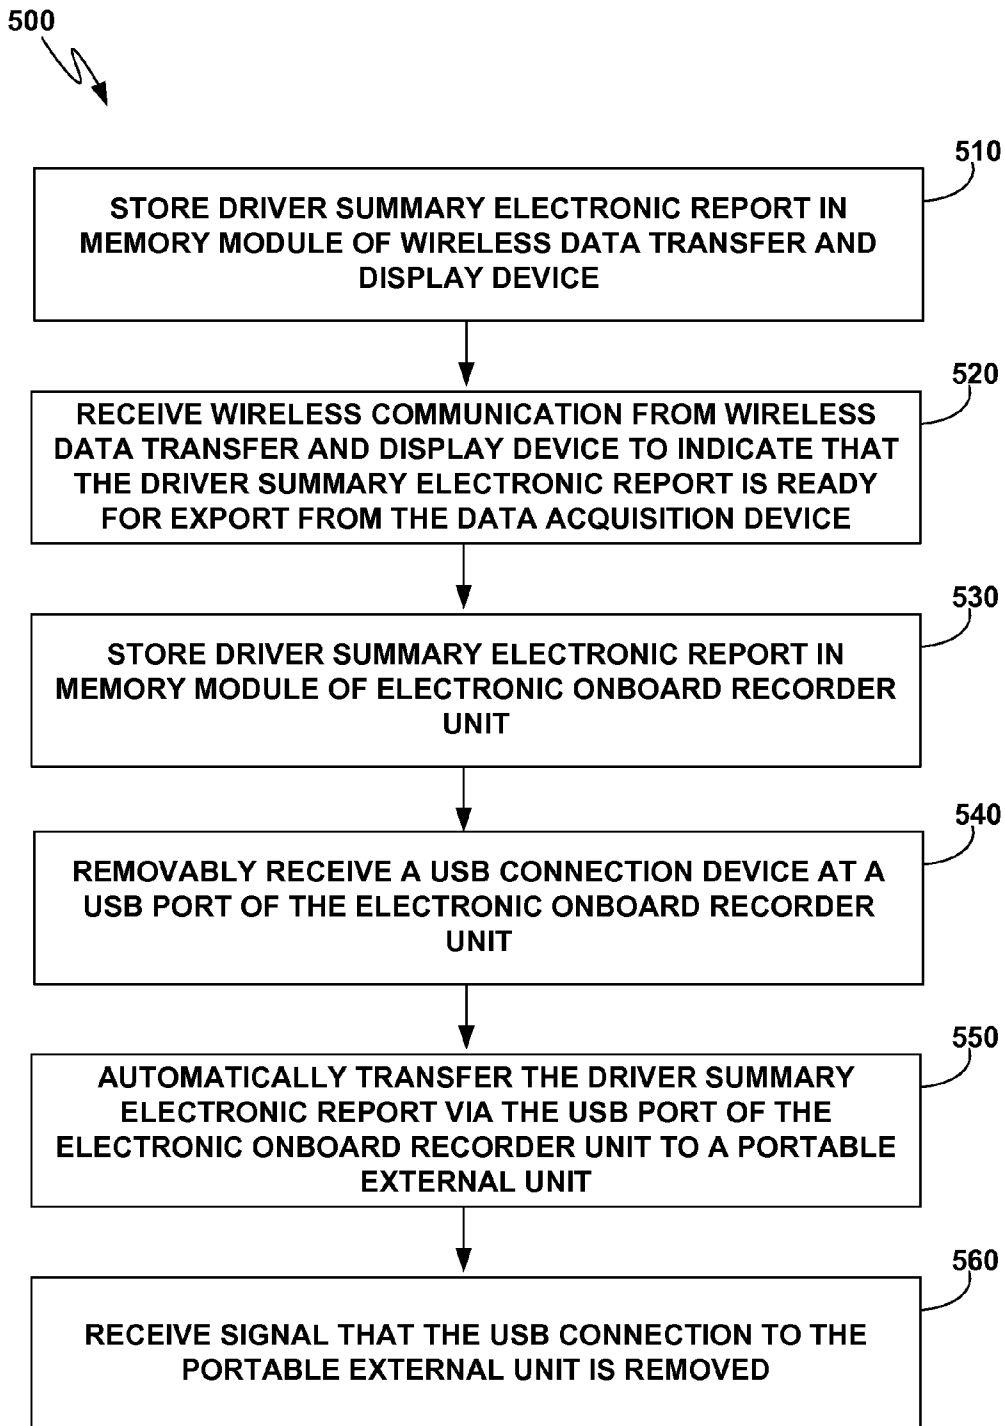 500
510
STORE DRIVER SUMMARY ELECTRONIC REPORT IN
MEMORY MODULE OF WIRELESS DATA TRANSFER AND
DISPLAY DEVICE
520
RECEIVE WIRELESS COMMUNICATION FROM WIRELESS
DATA TRANSFER AND DISPLAY DEVICE TO INDICATE THAT
THE DRIVER SUMMARY ELECTRONIC REPORT IS READY
FOR EXPORT FROM THE DATA ACQUISITION DEVICE
530
STORE DRIVER SUMMARY ELECTRONIC REPORT IN
MEMORY MODULE OF ELECTRONIC ONBOARD RECORDER
UNIT
540
REMOVABLY RECEIVE A USB CONNECTION DEVICE AT A
USB PORT OF THE ELECTRONIC ONBOARD RECORDER
UNIT
550
AUTOMATICALLY TRANSFER THE DRIVER SUMMARY
ELECTRONIC REPORT VIA THE USB PORT OF THE
ELECTRONIC ONBOARD RECORDER UNIT TO A PORTABLE
EXTERNAL UNIT
560
RECEIVE SIGNAL THAT THE USB CONNECTION TO THE
PORTABLE EXTERNAL UNIT IS REMOVED